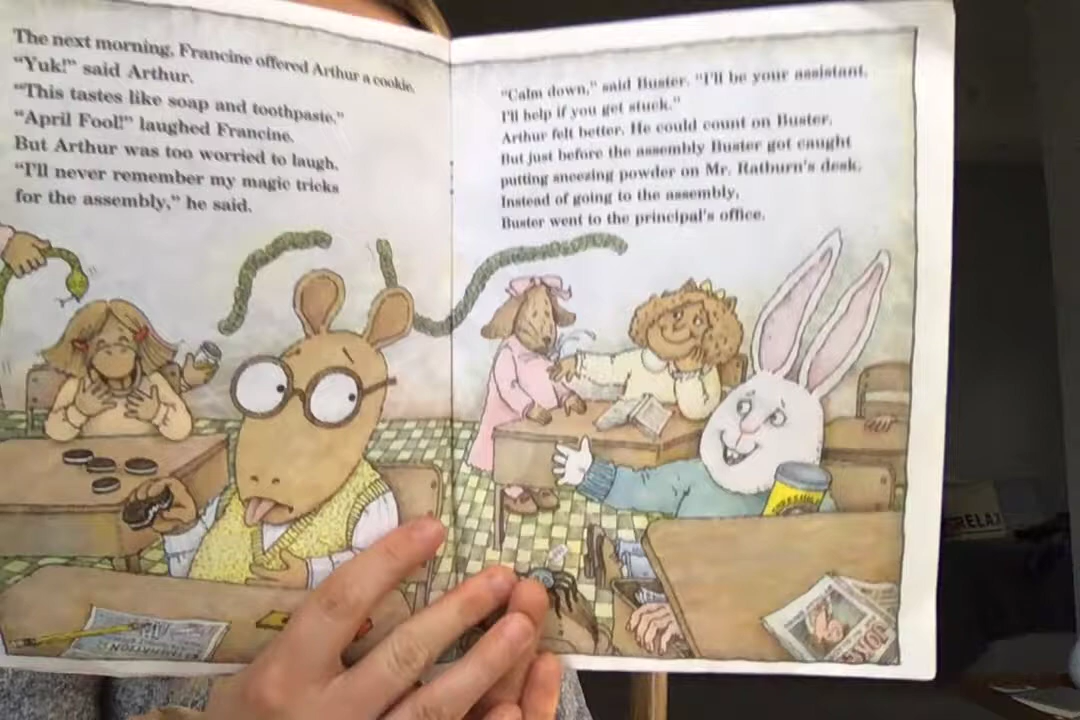 The next morning, Francine offered Arthur a cookie.
"Yuk!" said Arthur.
"This tastes like soap and toothpaste."
"April Fool!" laughed Francine.
But Arthur was too worried to laugh.
"I'll never remember my magic tricks
for the assembly," he said.
"Calm down," said Buster. "I'll be your assistant.
I'll help if you get stuck."
Arthur felt better. He could count on Buster.
But just before the assembly Buster got caught
putting sneezing powder on Mr. Ratburn's desk.
Instead of going to the assembly,
Buster went to the principal's office.
RELAX